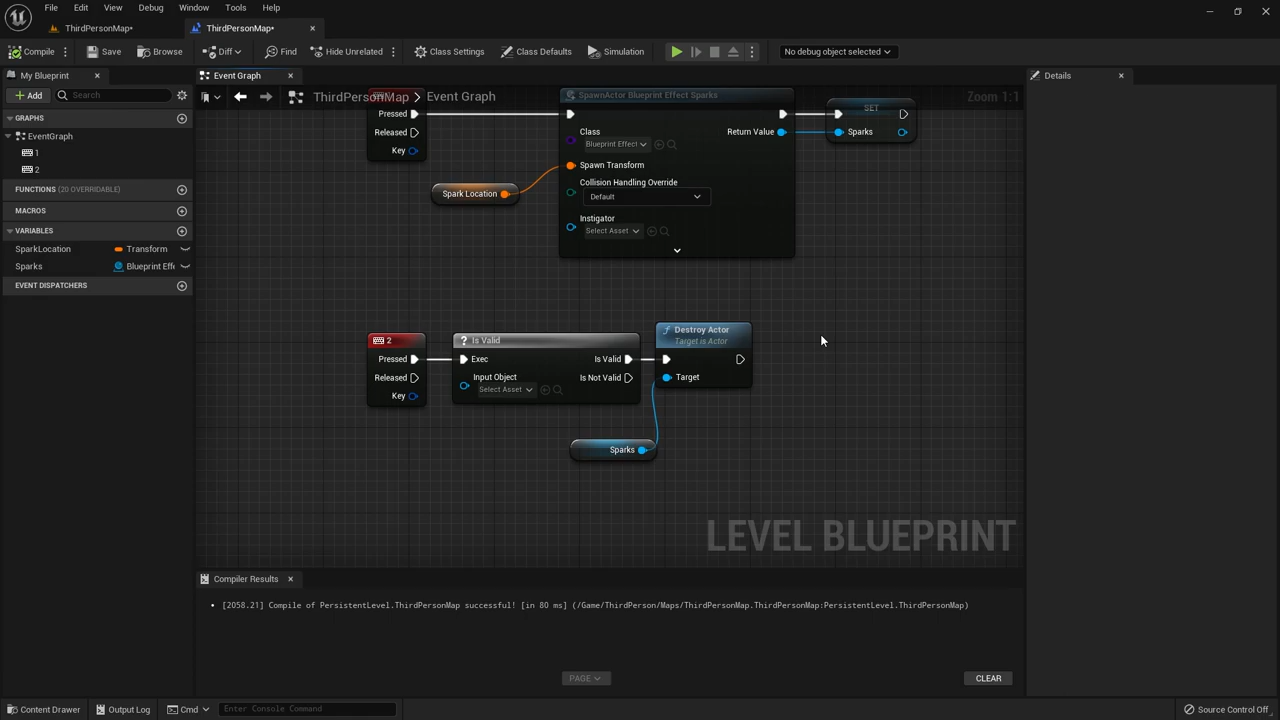 File Edit View Debug Window Tools Help
ThirdPersonMap• ThirdPersonMap•
Compile Save Browse Diff Find Hide Unrelated Class Settings Class Defaults Simulation No debug object selected
My Blueprint Event Graph Details
Add Search
ThirdPersonMap Event Graph Zoom 1:1
GRAPHS
EventGraph
1
2
FUNCTIONS (20 OVERRIDABLE)
MACROS
VARIABLES
SparkLocation Transform
Sparks Blueprint Effe
EVENT DISPATCHERS
Pressed
Released
Key
Spark Location
SpawnActor Blueprint Effect Sparks
Class Return Value
Blueprint Effect
Spawn Transform
Collision Handling Override
Default
Instigator
Select Asset
SET
Sparks
2
Pressed
Released
Key
? Is Valid
Exec Is Valid
Input Object Is Not Valid
Select Asset
f Destroy Actor
Target is Actor
Target
Sparks
LEVEL BLUEPRINT
Compiler Results
• [2058.21] Compile of PersistentLevel.ThirdPersonMap successful! [in 80 ms] (/Game/ThirdPerson/Maps/ThirdPersonMap.ThirdPersonMap:PersistentLevel.ThirdPersonMap)
PAGE CLEAR
Content Drawer Output Log Cmd Enter Console Command Source Control Off